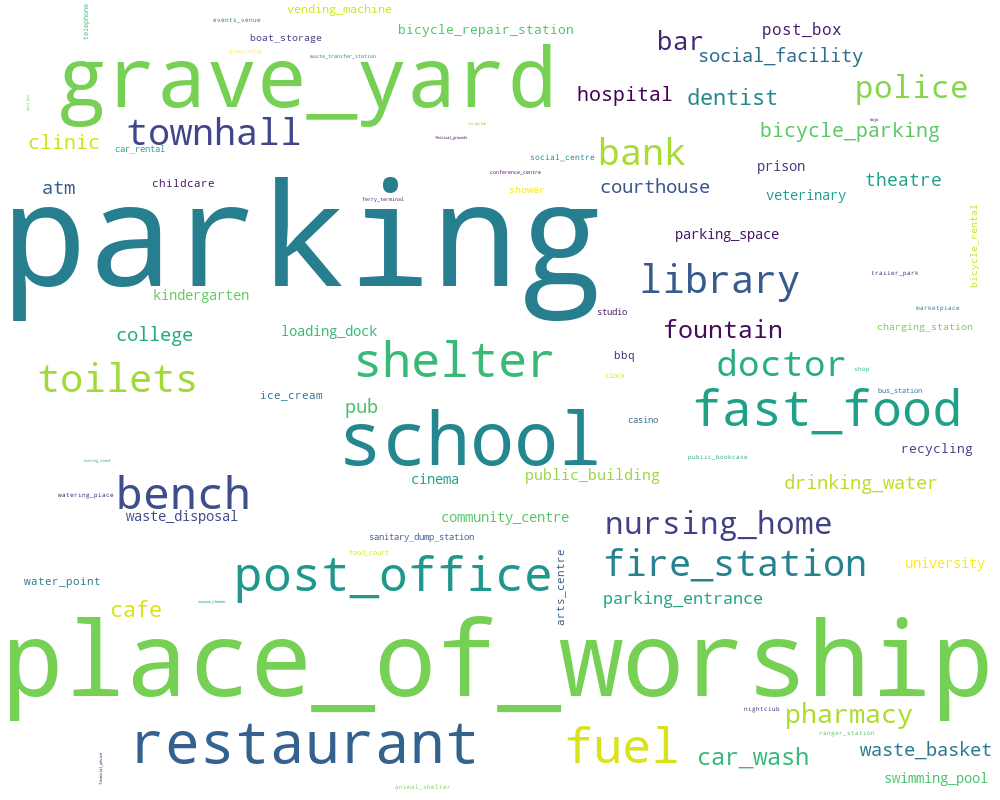 vending_machine
telephone
events_venue
post_box
bicycle_repair_station
boat_storage
bar
social_facility
waste_transfer_station
grave_yard
police
hospital
dentist
townhall
bicycle_parking
clinic
car_rental
bank
social_centre
prison
conference_centre
theatre
atm
childcare
shower
courthouse
veterinary
ferry_terminal
parking
parking_space
bicycle_rental
library
trailer_park
kindergarten
studio
marketplace
college
loading_dock
fountain
charging_station
shelter
bbq
doctor
shop
toilets
clock
ice_cream
bus_station
pub
fast_food
school
casino
recycling
public_bookcase
cinema
public_building
drinking_water
watering_place
bench
waste_disposal
community_centre
nursing_home
sanitary_dump_station
food_court
fire_station
university
water_point
post_office
arts_centre
cafe
parking_entrance
place_of_worship
nightclub
pharmacy
restaurant
fuel
ranger_station
car_wash
waste_basket
swimming_pool
animal_shelter
festival_grounds
dojo